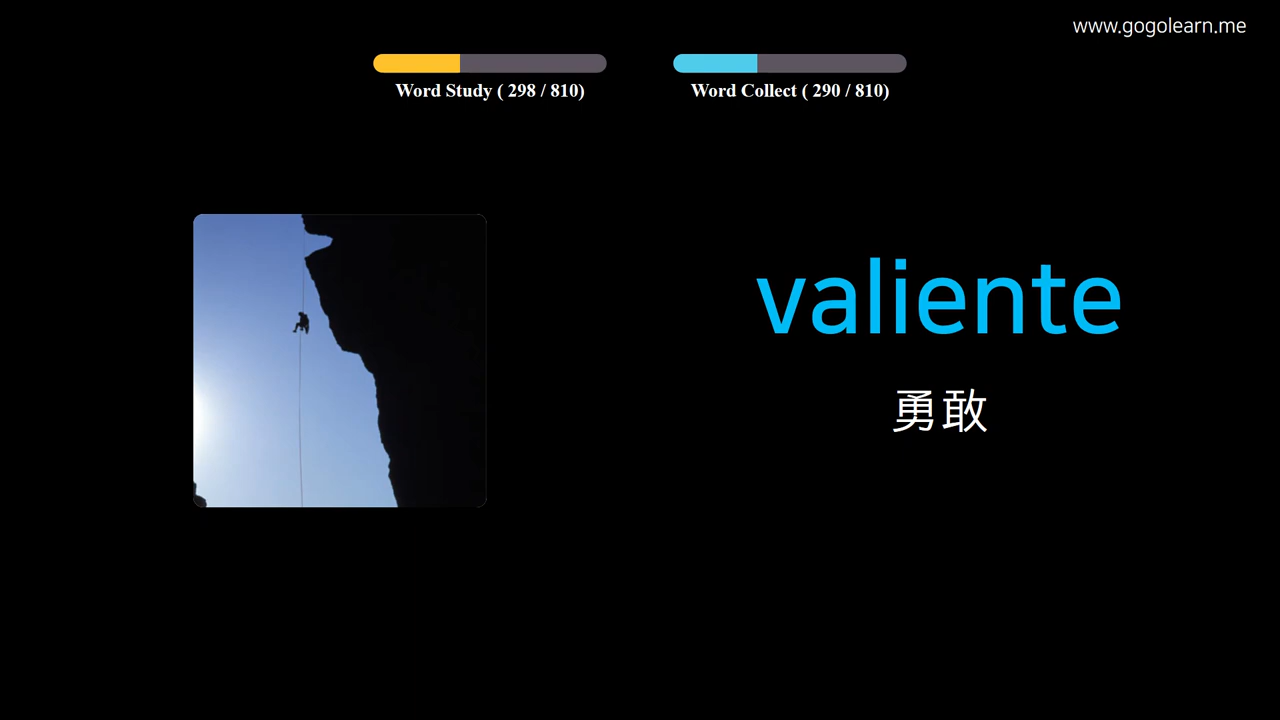 www.gogolearn.me
Word Study ( 298 / 810)
Word Collect ( 290 / 810)
valiente
勇敢